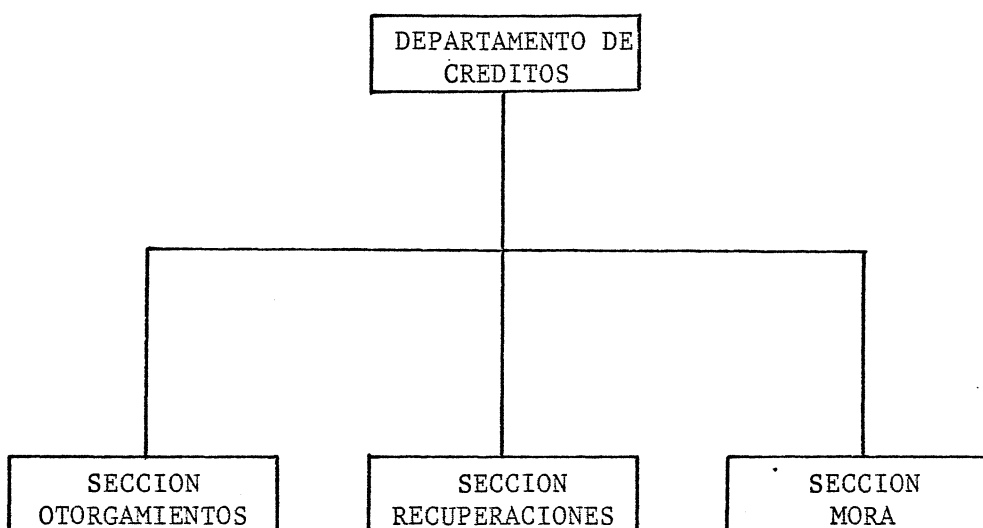 DEPARTAMENTO DE
CREDITOS
SECCION
OTORGAMIENTOS
SECCION
RECUPERACIONES
SECCION
MORA